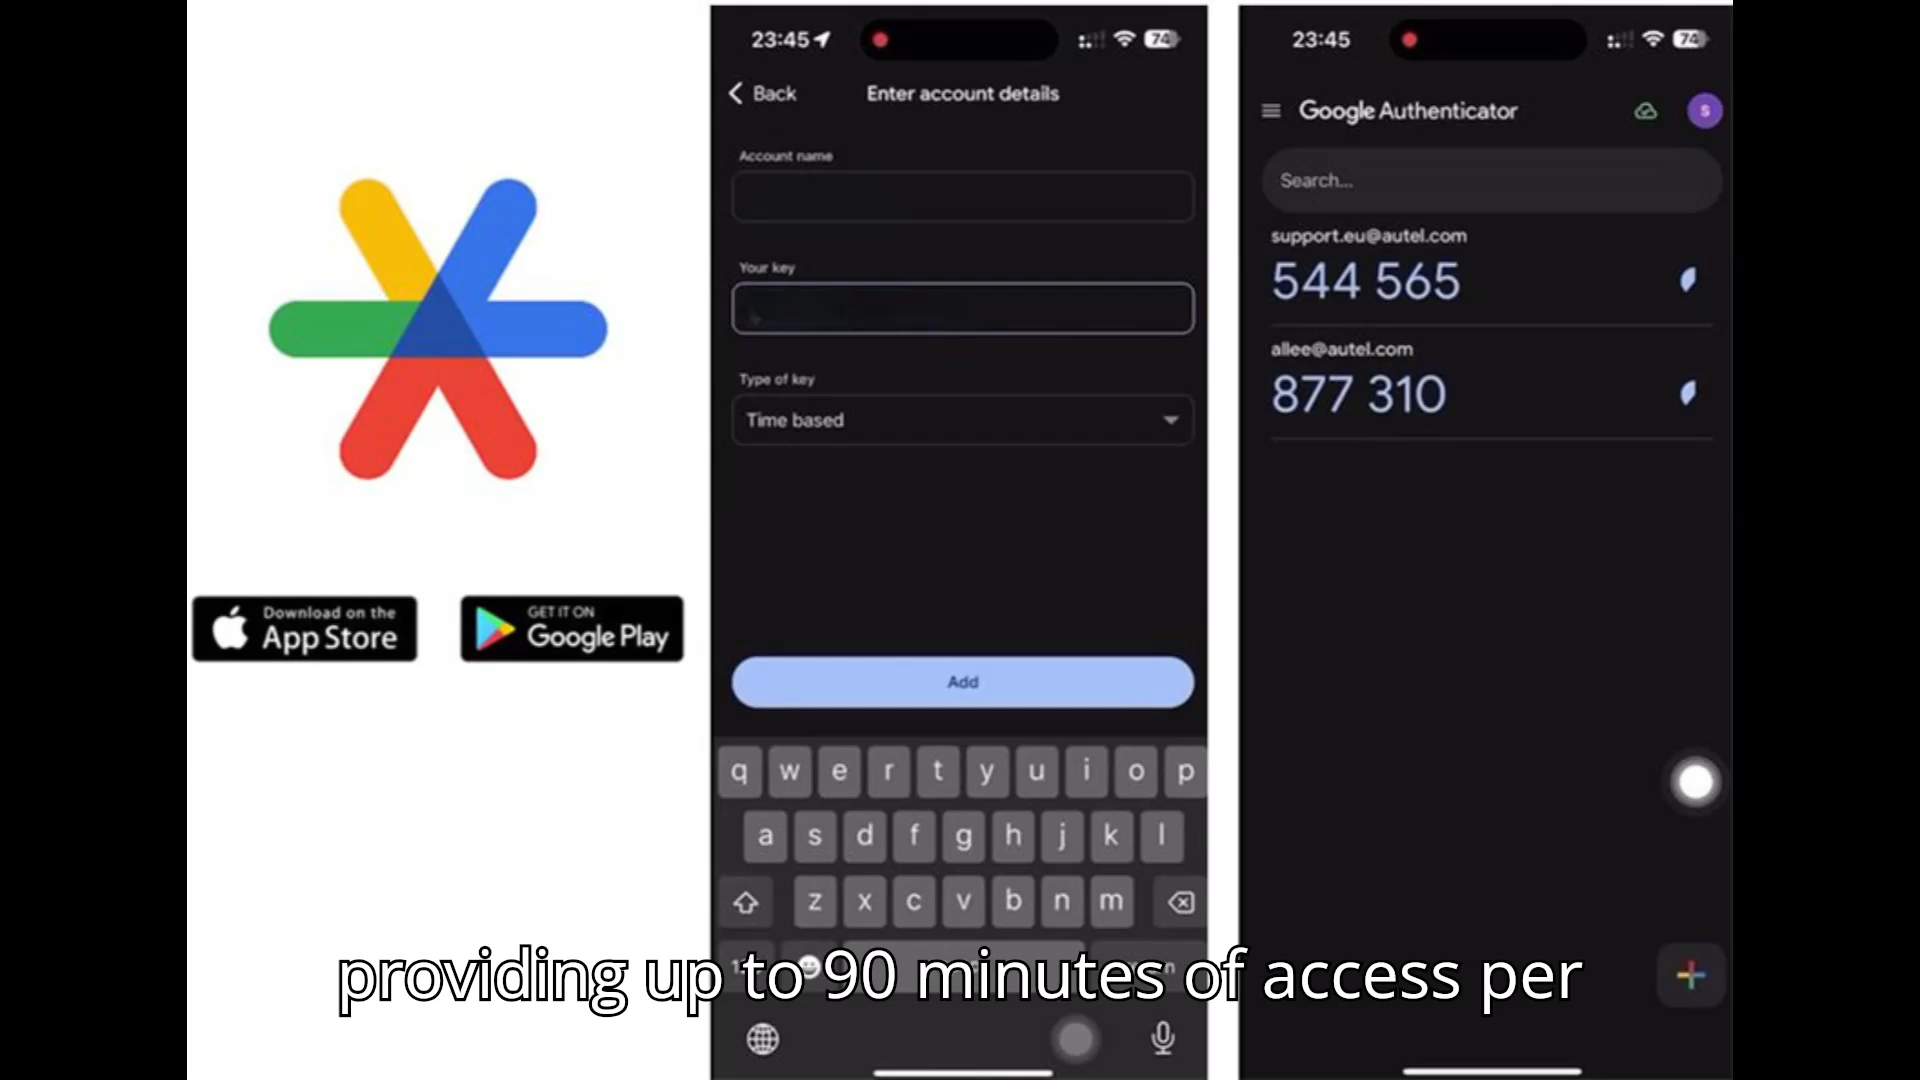 Download on the
App Store
GET IT ON
Google Play
23:45
74
Back
Enter account details
Account name
Your key
Type of key
Time based
Add
q w e r t y u i o p
a s d f g h j k l
z x c v b n m
23:45
74
Google Authenticator
S
Search...
support.eu@autel.com
544 565
allee@autel.com
877 310
providing up to 90 minutes of access per